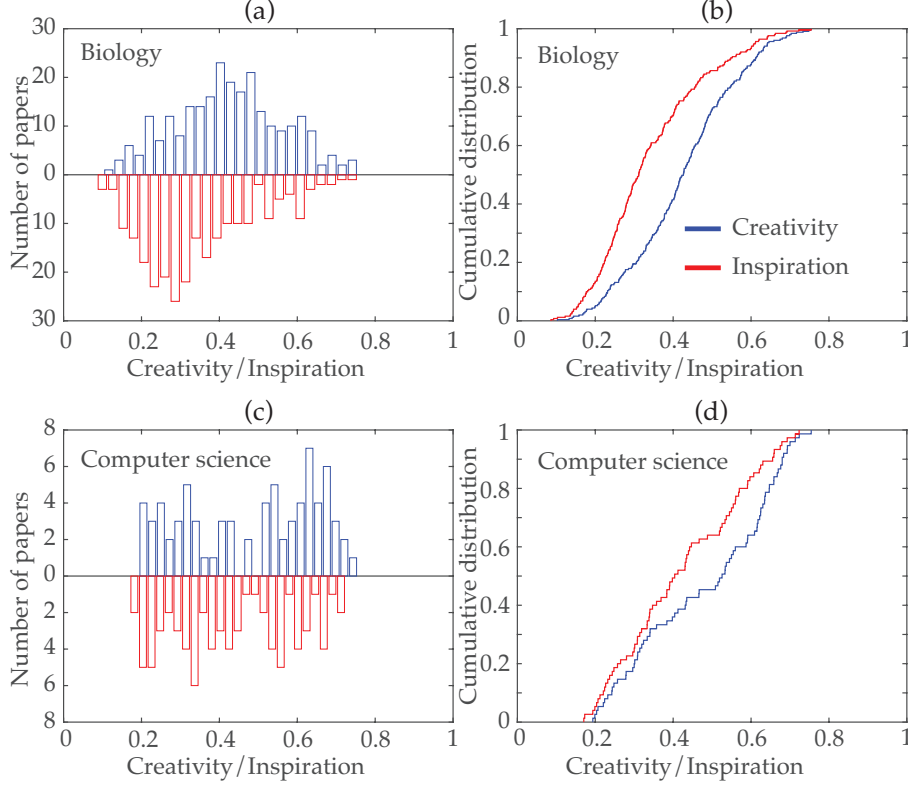 (a)
30
20
10
0
10
20
30
Number of papers
Biology
0 0.2 0.4 0.6 0.8 1
Creativity/Inspiration
(b)
1
0.8
0.6
0.4
0.2
0
Cumulative distribution
Biology
Creativity
Inspiration
0.2 0.4 0.6 0.8 1
Creativity/Inspiration
(c)
8
6
4
2
0
2
4
6
8
Number of papers
Computer science
0 0.2 0.4 0.6 0.8 1
Creativity/Inspiration
(d)
1
0.8
0.6
0.4
0.2
0
Cumulative distribution
Computer science
0.2 0.4 0.6 0.8 1
Creativity/Inspiration